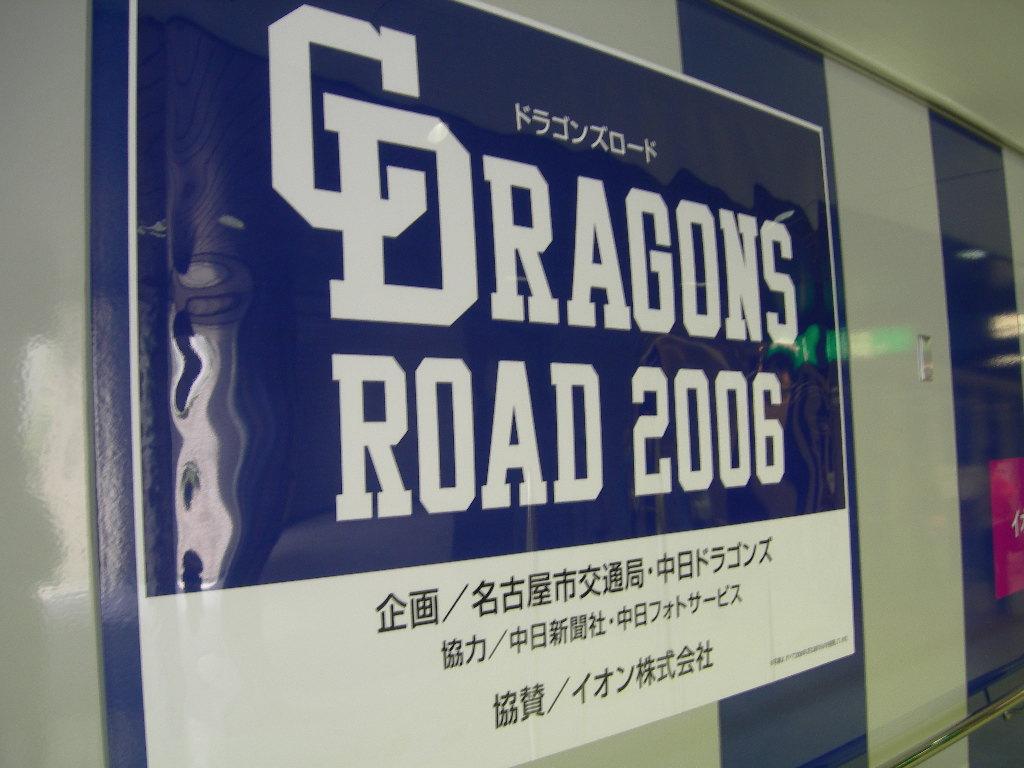 ドラゴンズロード
DRAGONS
ROAD 2006
企画／名古屋市交通局・中日ドラゴンズ
協力／中日新聞社・中日フォトサービス
協賛／イオン株式会社